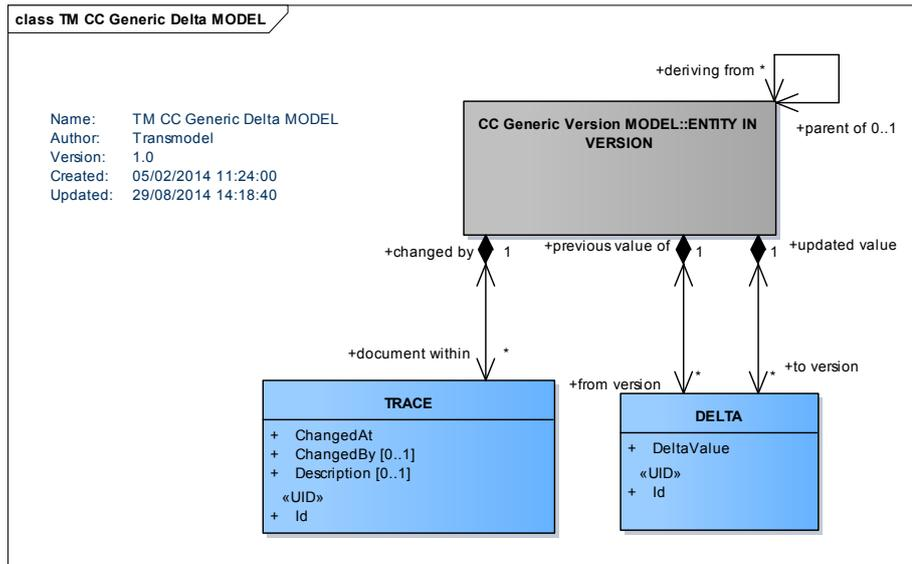 class TM CC Generic Delta MODEL
+deriving from *
+parent of 0..1
Name: TM CC Generic Delta MODEL
Author: Transmodel
Version: 1.0
Created: 05/02/2014 11:24:00
Updated: 29/08/2014 14:18:40
CC Generic Version MODEL::ENTITY IN
VERSION
+changed by 1
+previous value of 1
1 +updated value
+document within *
+from version *
* +to version
TRACE
+ ChangedAt
+ ChangedBy [0..1]
+ Description [0..1]
«UID»
+ Id
DELTA
+ DeltaValue
«UID»
+ Id